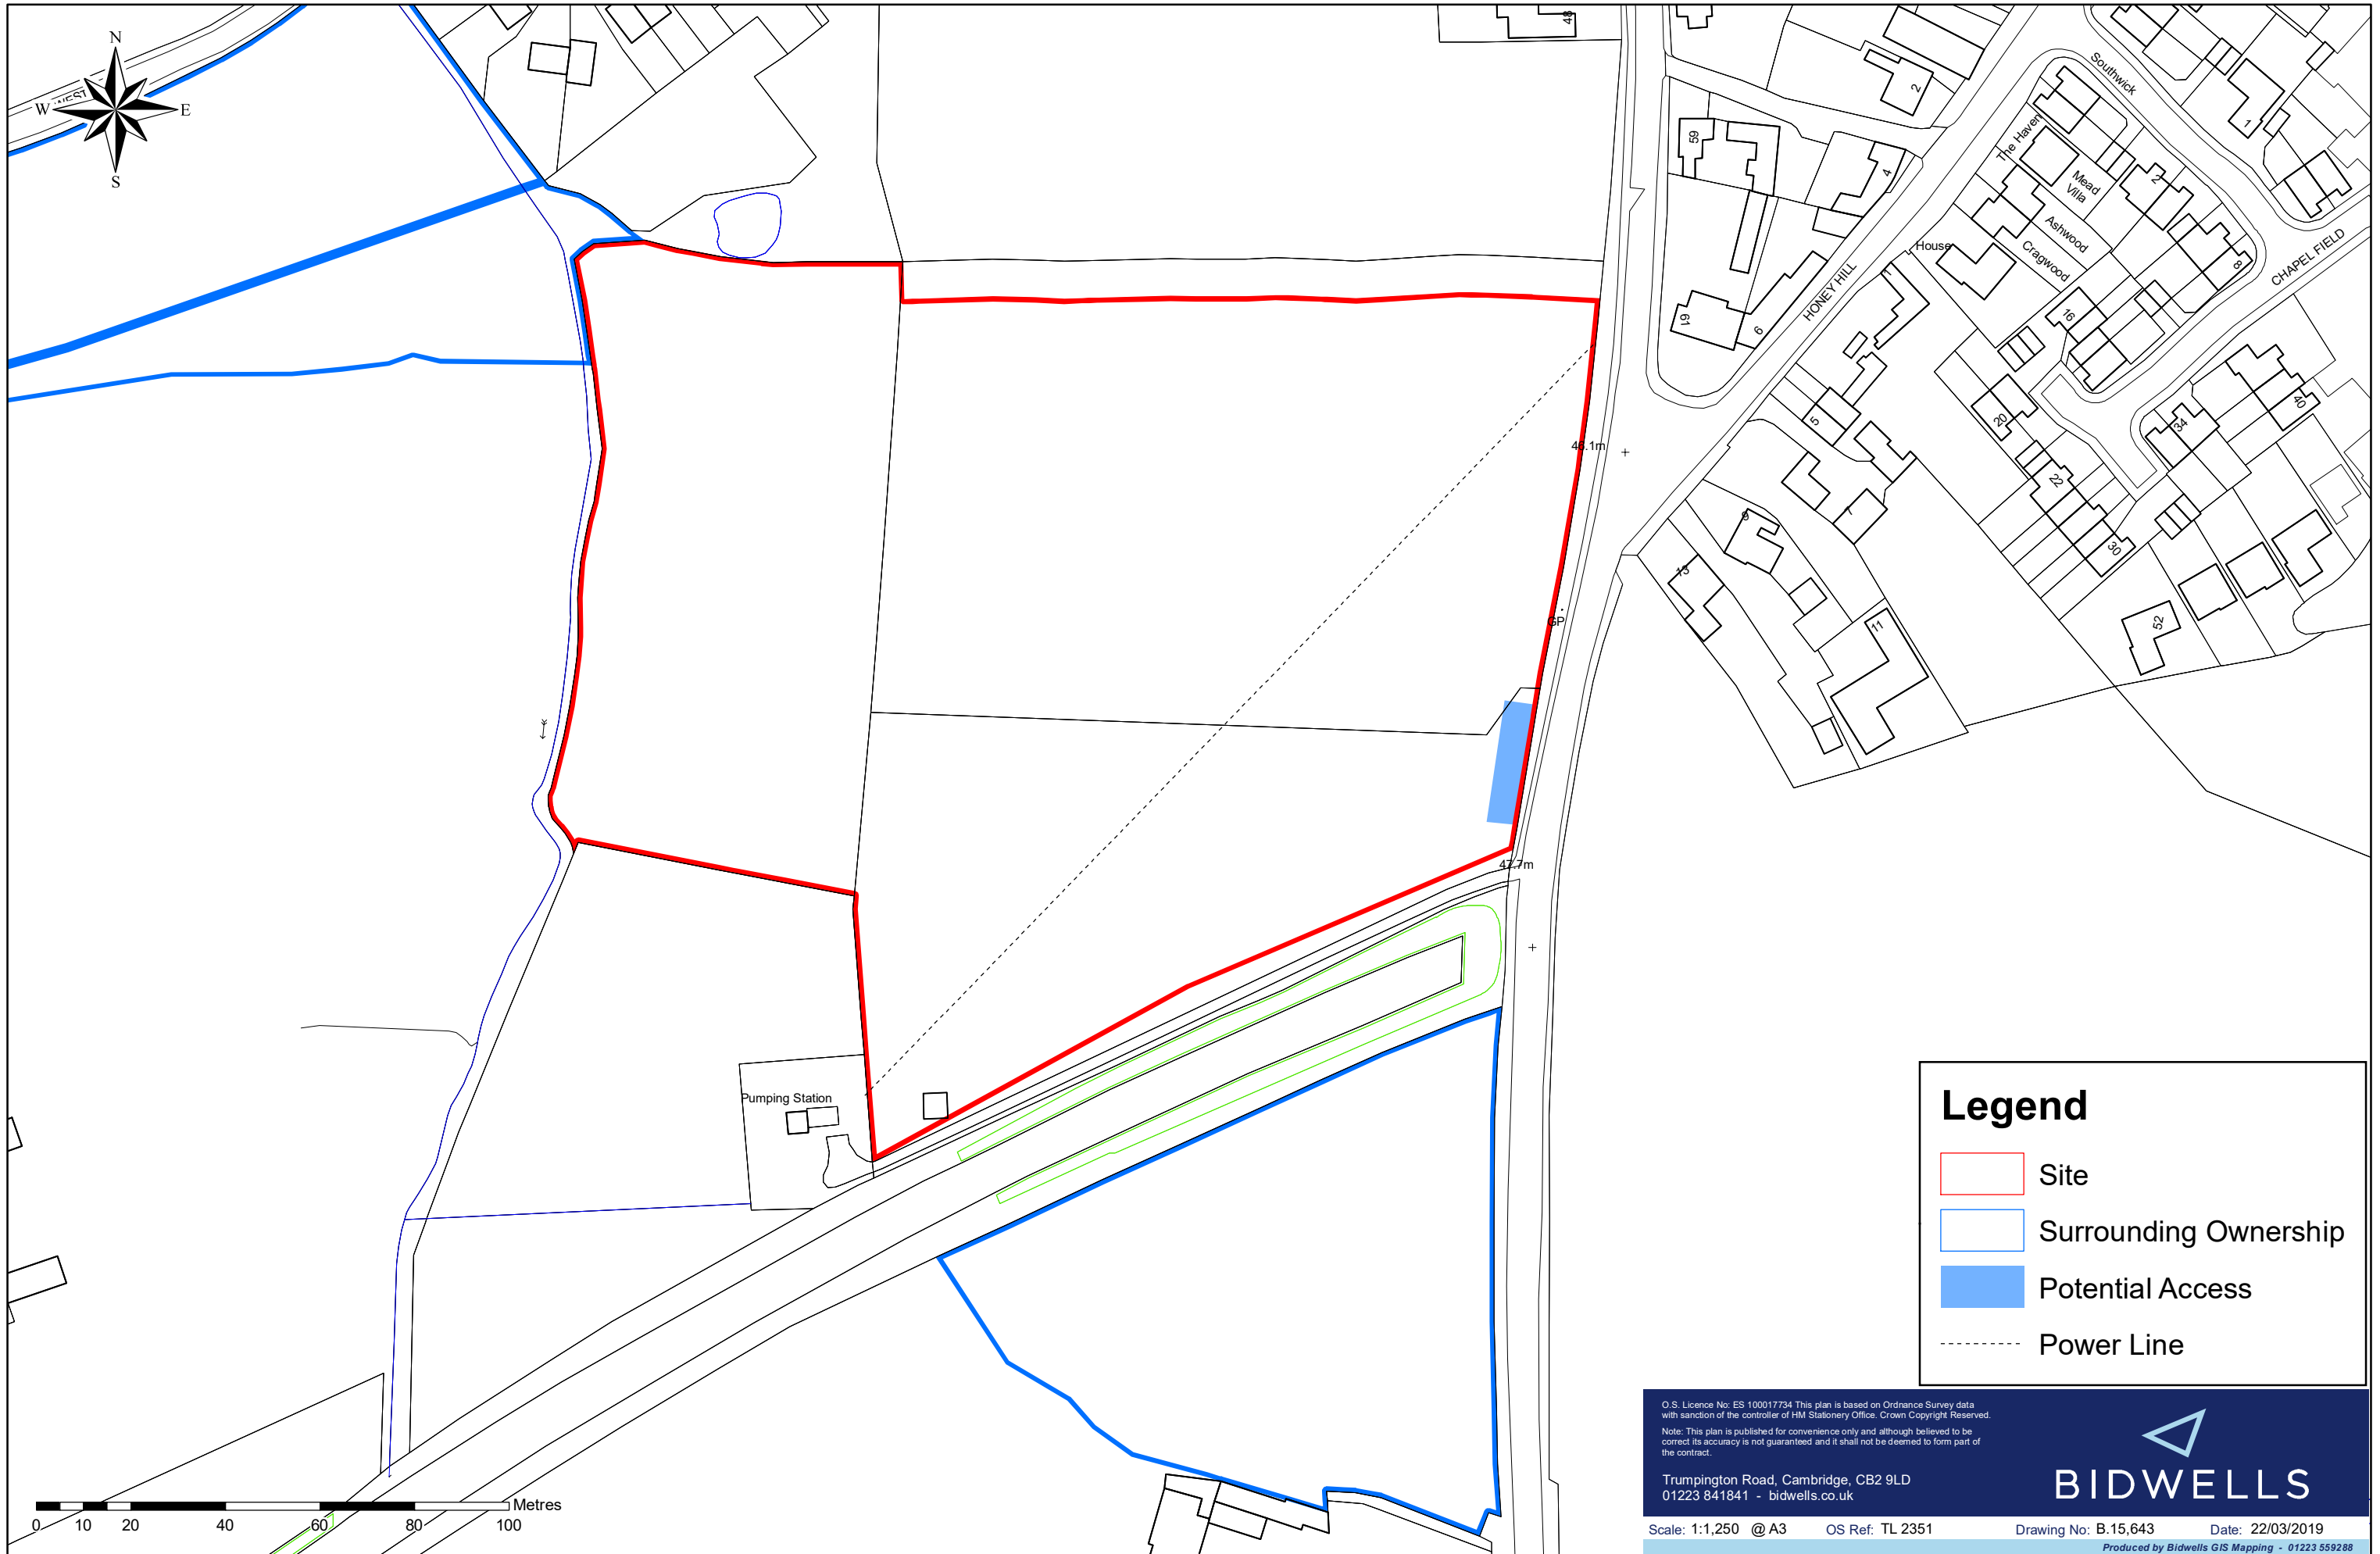 N
W
E
S
WEST
48
2
59
4
61
6
HONEY HILL
Southwick
1
The Haven
Mead
Villa
2
Ashwood
Cragwood
8
CHAPEL FIELD
House
1
16
5
20
34
40
22
30
7
9
13
11
52
GP
47.7m
Pumping Station
Legend
Site
Surrounding Ownership
Potential Access
Power Line
O.S. Licence No: ES 100017734 This plan is based on Ordnance Survey data
with sanction of the controller of HM Stationery Office. Crown Copyright Reserved.
Note: This plan is published for convenience only and although believed to be
correct its accuracy is not guaranteed and it shall not be deemed to form part of
the contract.
Trumpington Road, Cambridge, CB2 9LD
01223 841841 - bidwells.co.uk
BIDWELLS
Metres
0 10 20 40 60 80 100
Scale: 1:1,250 @ A3 OS Ref: TL 2351 Drawing No: B.15,643 Date: 22/03/2019
Produced by Bidwells GIS Mapping - 01223 559288